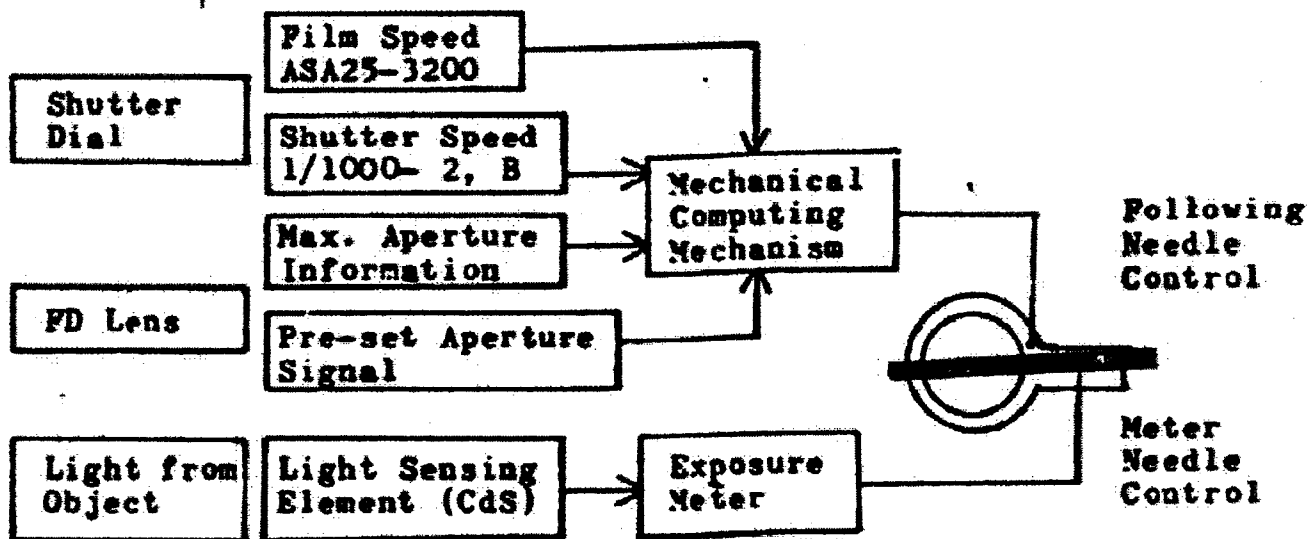 Film Speed
ASA25-3200
Shutter
Dial
Shutter Speed
1/1000- 2, B
Mechanical
Computing
Mechanism
Max. Aperture
Information
FD Lens
Pre-set Aperture
Signal
Following
Needle
Control
Light from
Object
Light Sensing
Element (CdS)
Exposure
Meter
Meter
Needle
Control